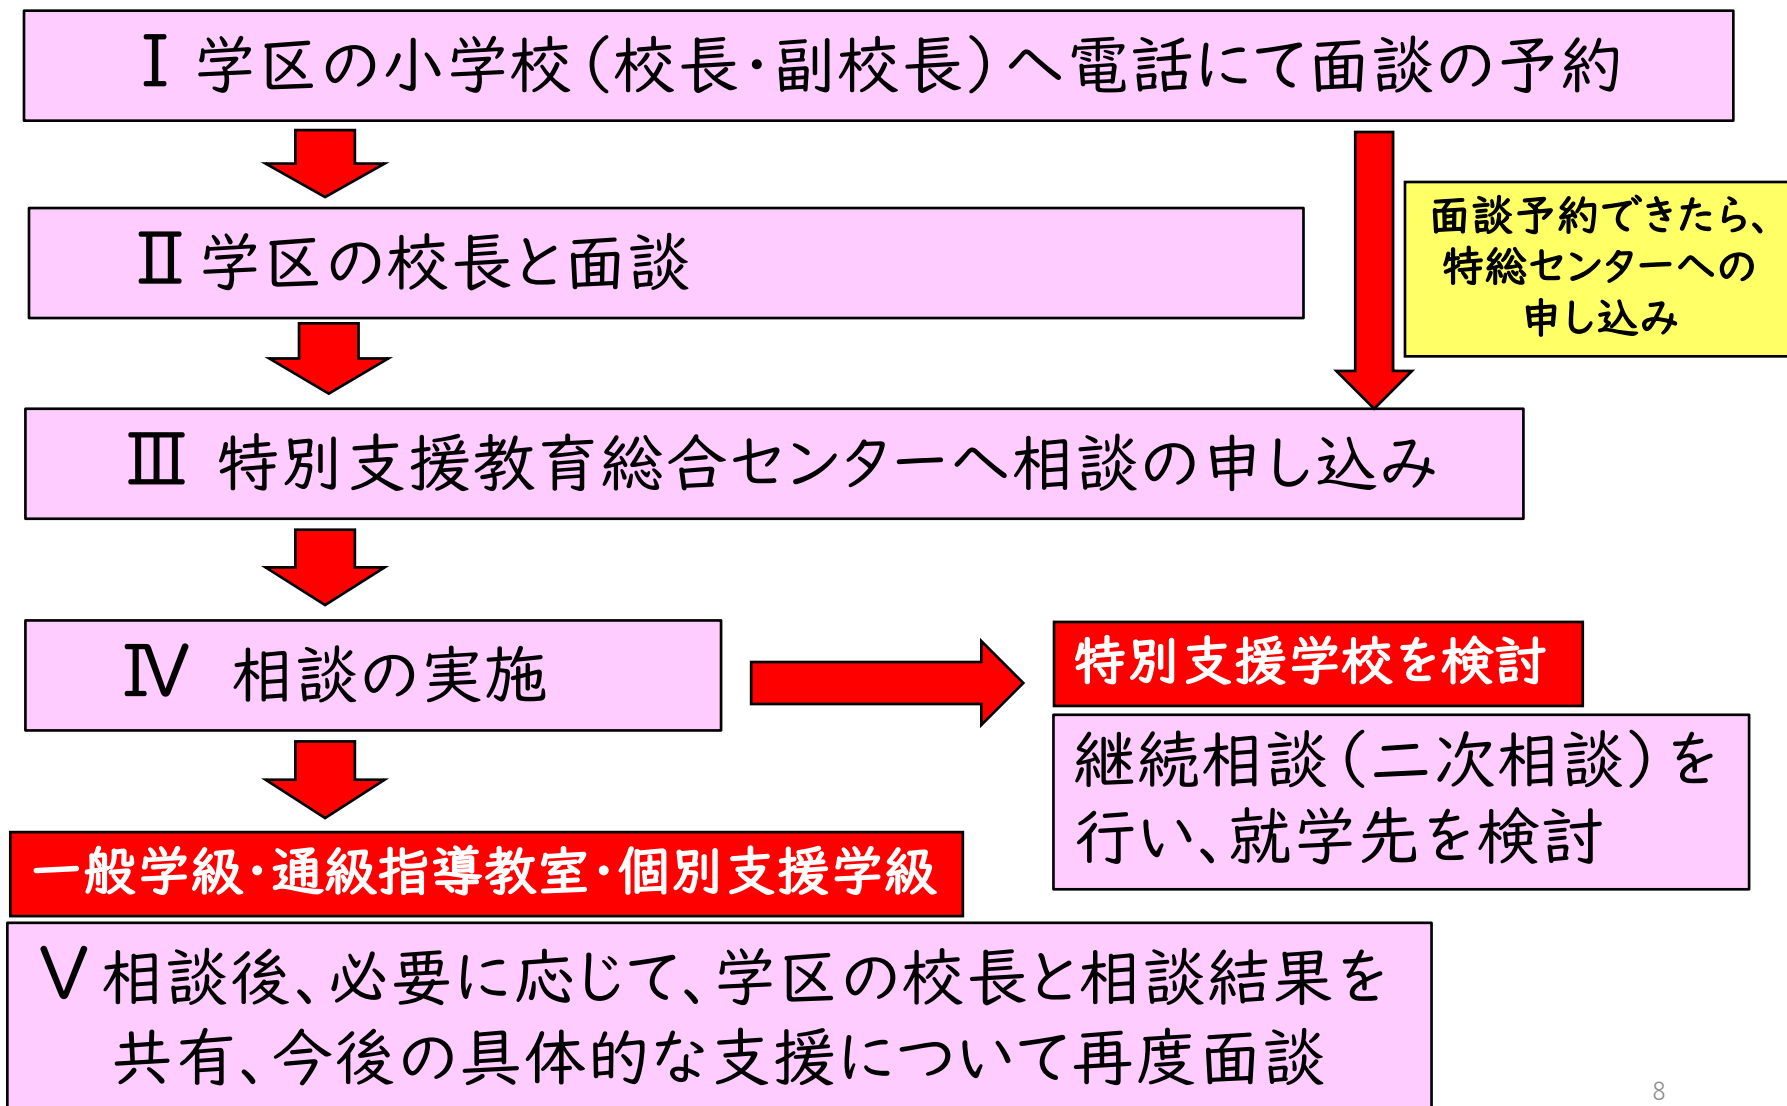 Ⅰ 学区の小学校（校長・副校長）へ電話にて面談の予約
面談予約できたら、
特総センターへの
申し込み
Ⅱ 学区の校長と面談
Ⅲ 特別支援教育総合センターへ相談の申し込み
Ⅳ 相談の実施
特別支援学校を検討
継続相談（二次相談）を
行い、就学先を検討
一般学級・通級指導教室・個別支援学級
Ⅴ 相談後、必要に応じて、学区の校長と相談結果を
共有、今後の具体的な支援について再度面談
8